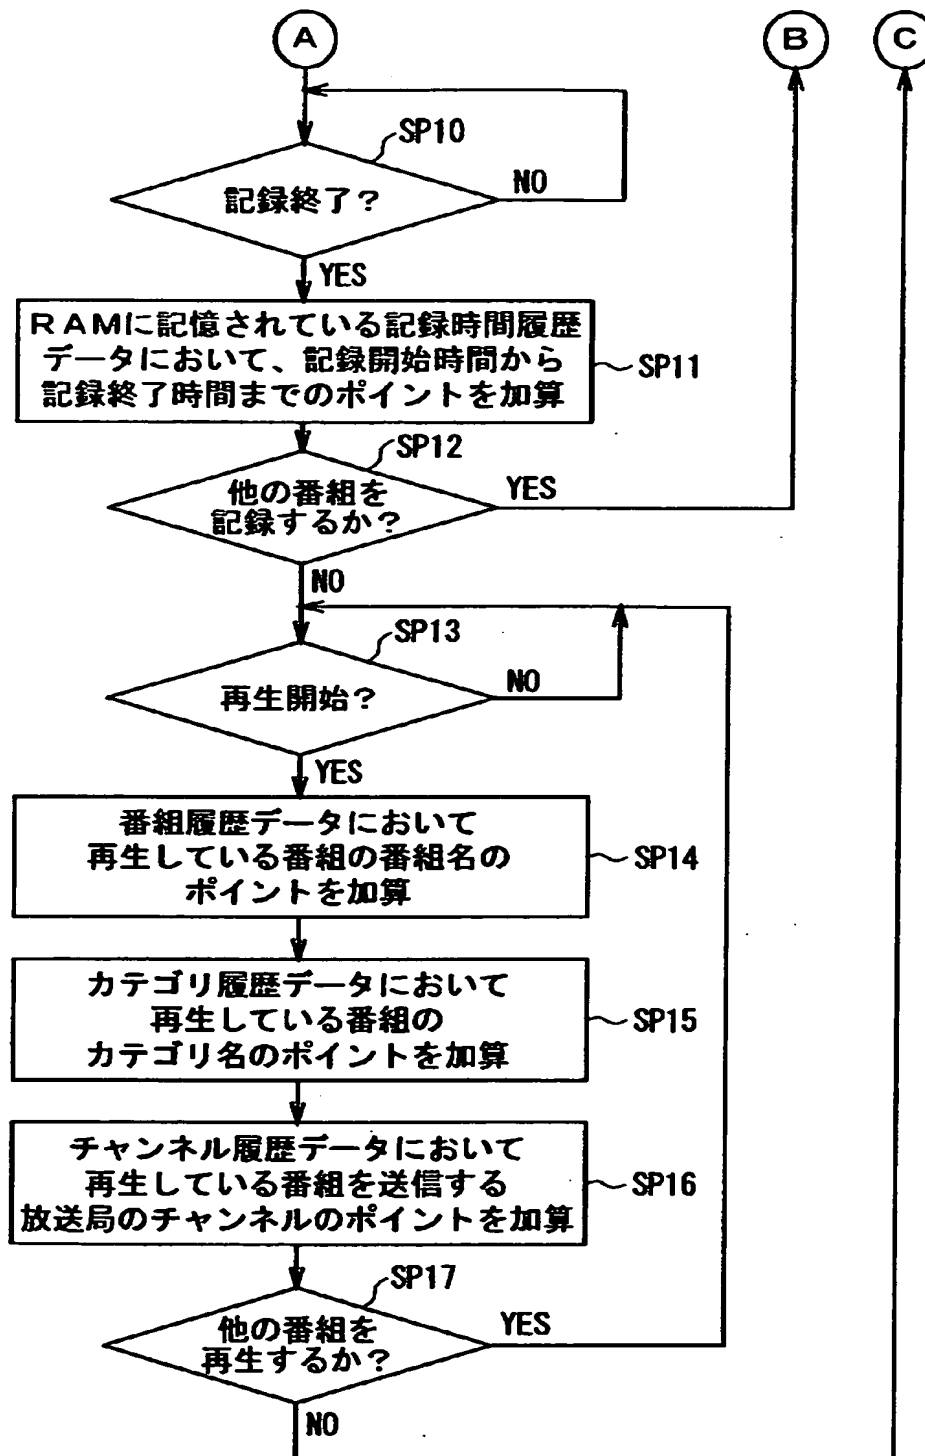 A
B
C
SP10
記録終了?
NO
YES
RAMに記憶されている記録時間履歴
データにおいて、記録開始時間から
記録終了時間までのポイントを加算
SP11
SP12
他の番組を
記録するか?
YES
NO
SP13
再生開始?
NO
YES
番組履歴データにおいて
再生している番組の番組名の
ポイントを加算
SP14
カテゴリ履歴データにおいて
再生している番組の
カテゴリ名のポイントを加算
SP15
チャンネル履歴データにおいて
再生している番組を送信する
放送局のチャンネルのポイントを加算
SP16
SP17
他の番組を
再生するか?
YES
NO